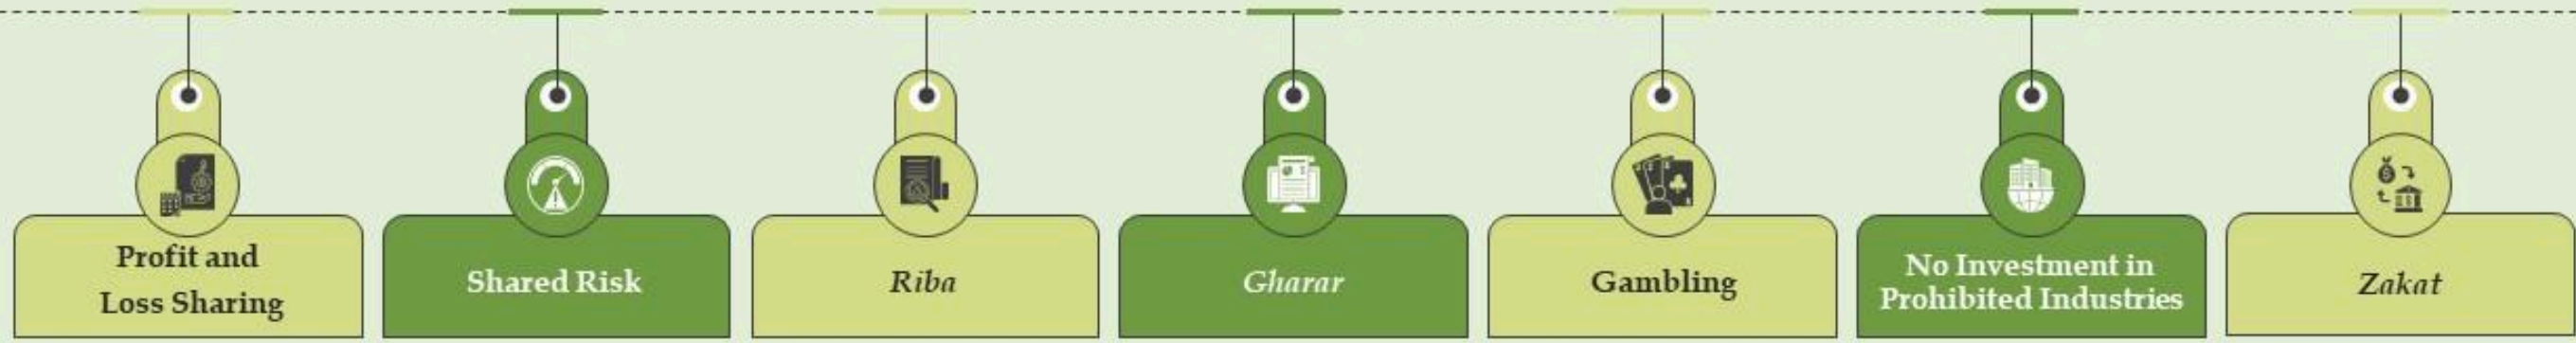 Profit and
Loss Sharing
Shared Risk
Riba
Gharar
Gambling
No Investment in
Prohibited Industries
Zakat